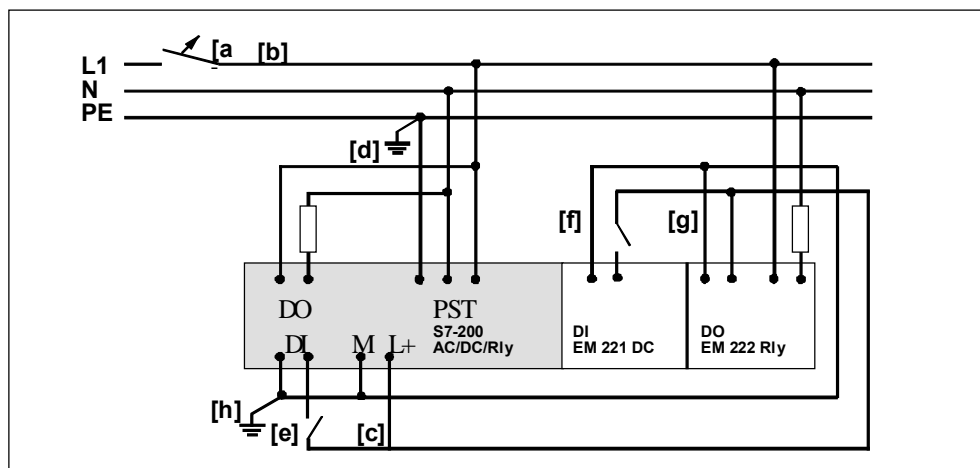 [a [b]
L1
N
PE
[d]
[f] [g]
DO PST
S7-200
AC/DC/Rly
DI
EM 221 DC
DO
EM 222 Rly
DI M L+
[h] [e] [c]